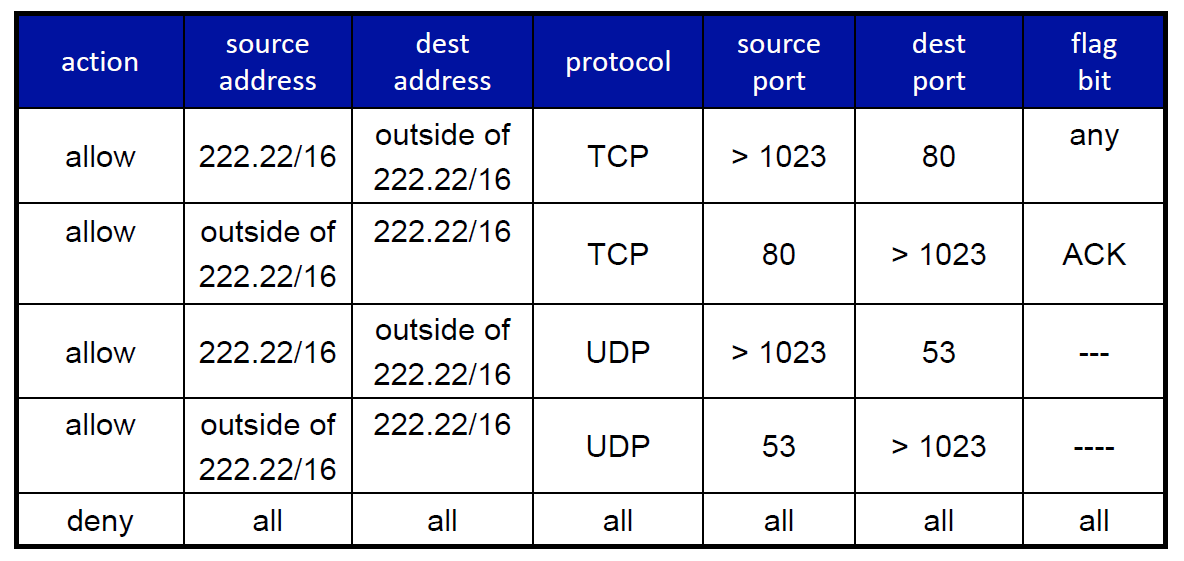 action
source
address
dest
address
protocol
source
port
dest
port
flag
bit
allow
222.22/16
outside of
222.22/16
TCP
> 1023
80
any
allow
outside of
222.22/16
222.22/16
TCP
80
> 1023
ACK
allow
222.22/16
outside of
222.22/16
UDP
> 1023
53
---
allow
outside of
222.22/16
222.22/16
UDP
53
> 1023
----
deny
all
all
all
all
all
all